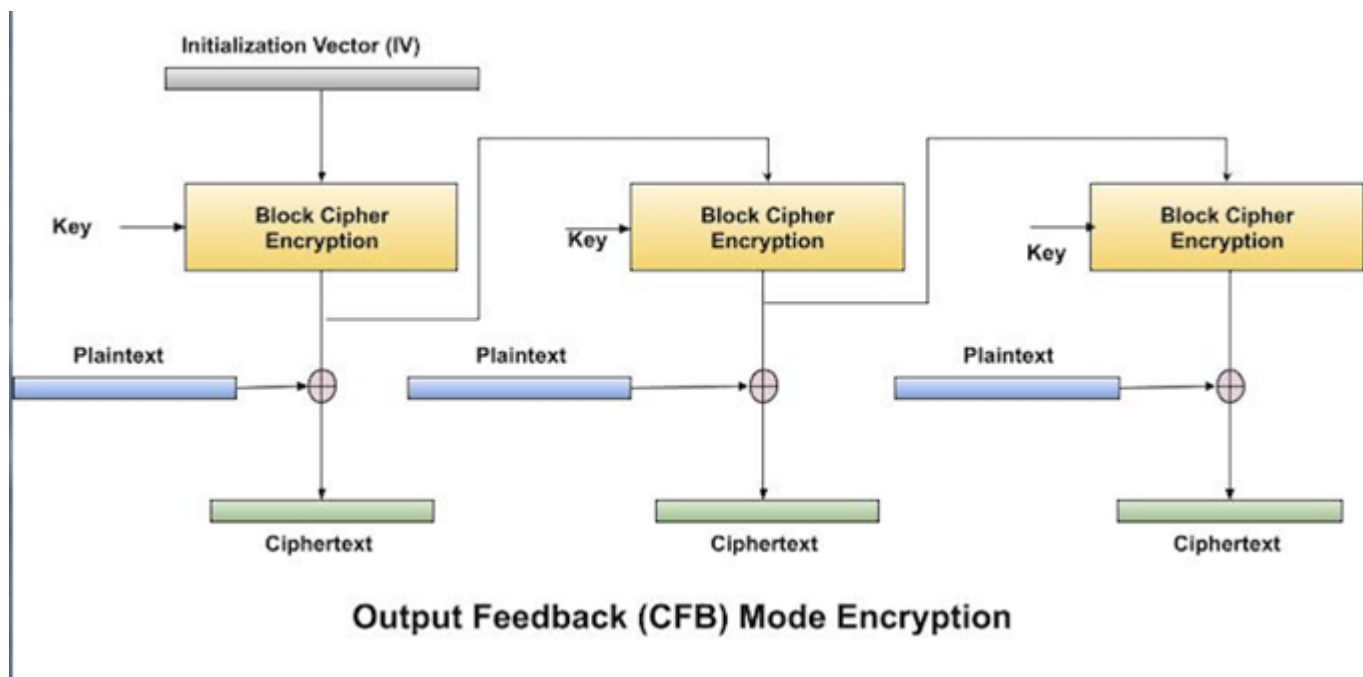 Initialization Vector (IV)
Key
Block Cipher
Encryption
Key
Block Cipher
Encryption
Key
Block Cipher
Encryption
Plaintext
Plaintext
Plaintext
Ciphertext
Ciphertext
Ciphertext
Output Feedback (CFB) Mode Encryption